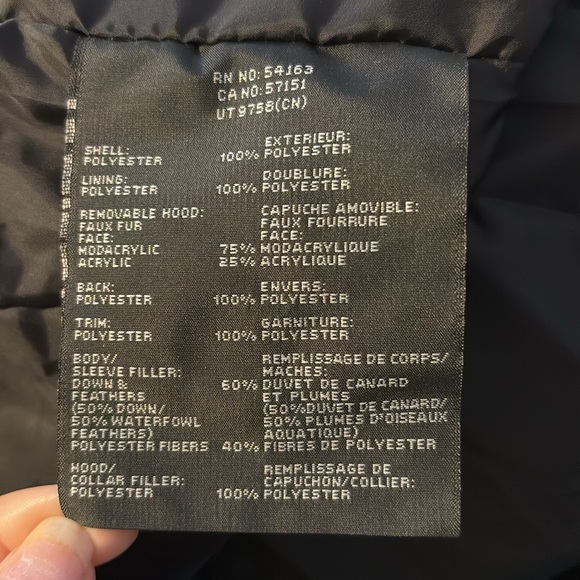 RN NO: 54163
CA NO: 57151
UT 9758(CN)
SHELL: EXTERIEUR:
POLYESTER 100% POLYESTER
LINING: DOUBLURE:
POLYESTER 100% POLYESTER
REMOVABLE HOOD: CAPUCHE AMOVIBLE:
FAUX FUR FAUX FOURRURE
FACE: FACE:
MODACRYLIC 75% MODACRYLIQUE
ACRYLIC 25% ACRYLIQUE
BACK: ENVERS:
POLYESTER 100% POLYESTER
TRIM: GARNITURE:
POLYESTER 100% POLYESTER
BODY/ REMPLISSAGE DE CORPS/
SLEEVE FILLER: MACHES:
DOWN & 60% DUVET DE CANARD
FEATHERS ET PLUMES
(50% DOWN/ (50%DUVET DE CANARD/
50% WATERFOWL 50% PLUMES D'OISEAUX
FEATHERS) AQUATIQUE)
POLYESTER FIBERS 40% FIBRES DE POLYESTER
HOOD/ REMPLISSAGE DE
COLLAR FILLER: CAPUCHON/COLLIER:
POLYESTER 100% POLYESTER